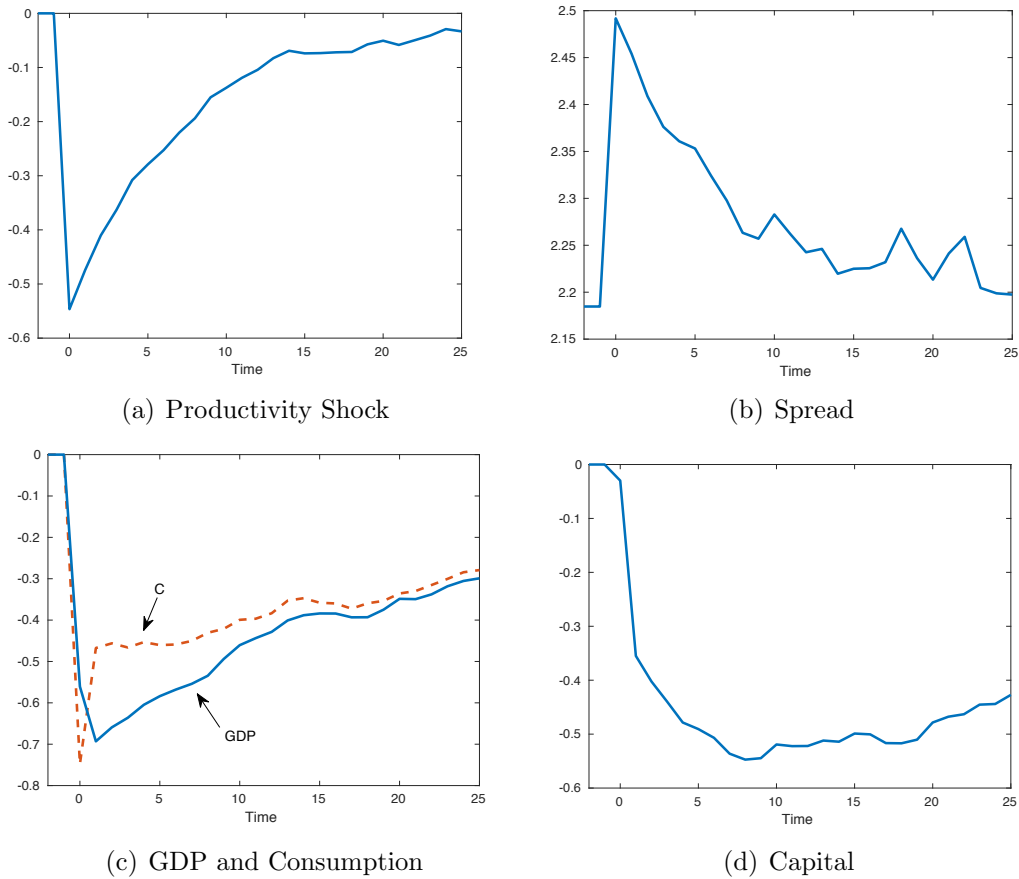 0
-0.1
-0.2
-0.3
-0.4
-0.5
-0.6
0 5 10 15 20 25
Time
(a) Productivity Shock
2.5
2.45
2.4
2.35
2.3
2.25
2.2
2.15
0 5 10 15 20 25
Time
(b) Spread
0
-0.1
-0.2
-0.3
-0.4
-0.5
-0.6
-0.7
-0.8
C
GDP
0 5 10 15 20 25
Time
(c) GDP and Consumption
0
-0.1
-0.2
-0.3
-0.4
-0.5
-0.6
0 5 10 15 20 25
Time
(d) Capital